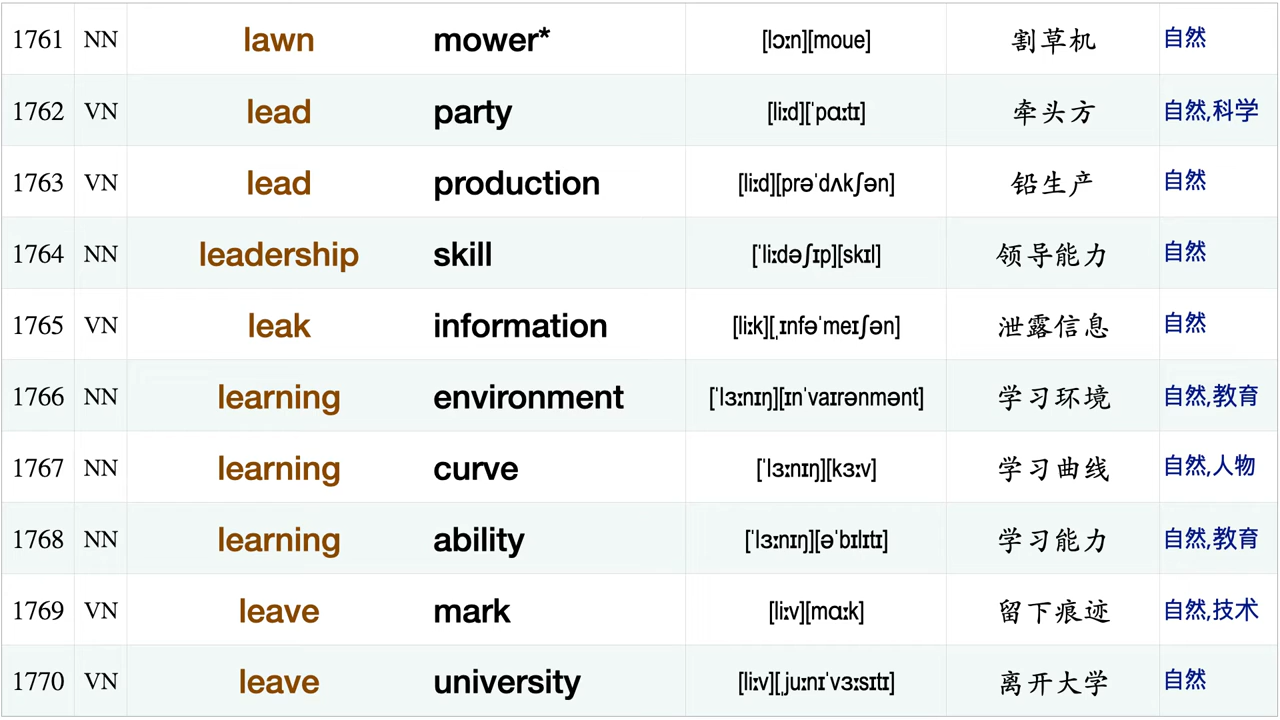 1761 NN lawn mower* [lɔːn][moue] 割草机 自然
1762 VN lead party [liːd][ˈpɑːtɪ] 牵头方 自然,科学
1763 VN lead production [liːd][prəˈdʌkʃən] 铅生产 自然
1764 NN leadership skill [ˈliːdəʃɪp][skɪl] 领导能力 自然
1765 VN leak information [liːk][ˌɪnfəˈmeɪʃən] 泄露信息 自然
1766 NN learning environment [ˈlɜːnɪŋ][ɪnˈvaɪrənmənt] 学习环境 自然,教育
1767 NN learning curve [ˈlɜːnɪŋ][kɜːv] 学习曲线 自然,人物
1768 NN learning ability [ˈlɜːnɪŋ][əˈbɪlɪtɪ] 学习能力 自然,教育
1769 VN leave mark [liːv][mɑːk] 留下痕迹 自然,技术
1770 VN leave university [liːv][ˌjuːnɪˈvɜːsɪtɪ] 离开大学 自然